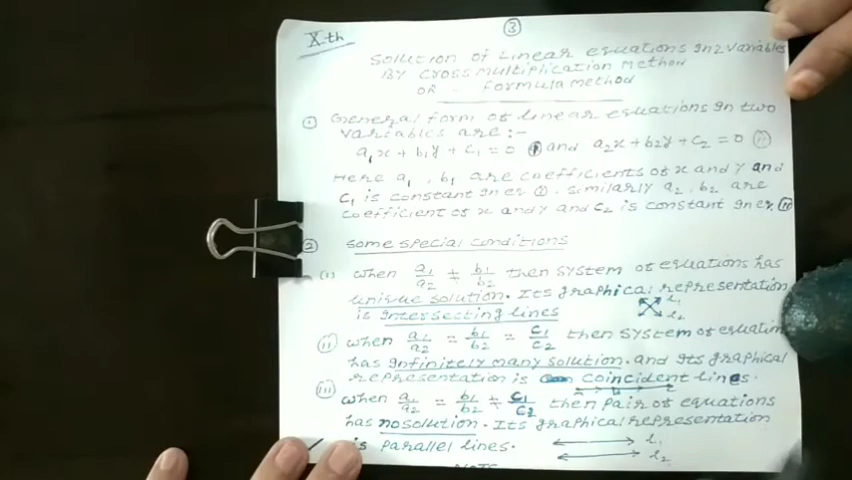 ③
X.th
Sollution of Linear equations In 2 variables
By cross multiplication Method
OR - Formula Method
① General form of linear equations In two
variables are :-
a₁x + b₁y + c₁ = 0 ① and a₂x + b₂y + c₂ = 0 ⑪
Here a₁, b₁ are coefficients of x and y and
c₁ is constant In eq ①. similarly a₂, b₂ are
coefficient of x and y and c₂ is constant In eq. ⑪
② Some special conditions
(i) when a₁/a₂ ≠ b₁/b₂ then system of equations has
unique solution. Its graphical representation
is Intersecting lines l₁ l₂
(ii) when a₁/a₂ = b₁/b₂ = c₁/c₂ then system of equation
has Infinitely many solution. and Its graphical
representation is coincident lines.
(iii) when a₁/a₂ = b₁/b₂ ≠ c₁/c₂ then Pair of equations
has no solution. Its graphical representation
is Parallel lines. l₁
l₂
NOTE